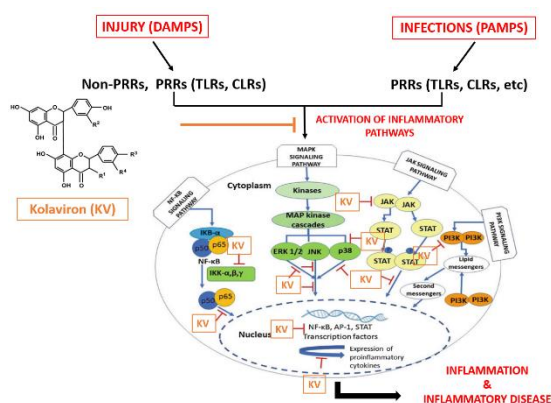 INJURY (DAMPS)
INFECTIONS (PAMPS)
Non-PRRs, PRRs (TLRs, CLRs)
PRRs (TLRs, CLRs, etc)
ACTIVATION OF INFLAMMATORY
PATHWAYS
HO
O
OH
R²
OH
O
HO
O
R³
R⁴
R¹
OH
O
Kolaviron (KV)
MAPK
SIGNALING
PATHWAY
JAK SIGNALING
PATHWAY
NF-KB
SIGNALING
PATHWAY
PI3K SIGNALING
PATHWAY
Cytoplasm
Kinases
MAP kinase
cascades
ERK 1/2
JNK
p38
KV
JAK
JAK
STAT
STAT
KV
STAT
STAT
KV
KV
PI3K
PI3K
Lipid
messengers
Second
messengers
PI3K
PI3K
IKB-α
p50
p65
KV
NF-κB
IKK-α,β,γ
p50
p65
KV
KV
Nucleus
KV
NF-κB, AP-1, STAT
Transcription factors
Expression of
proinflammatory
cytokines
KV
INFLAMMATION
&
INFLAMMATORY DISEASE